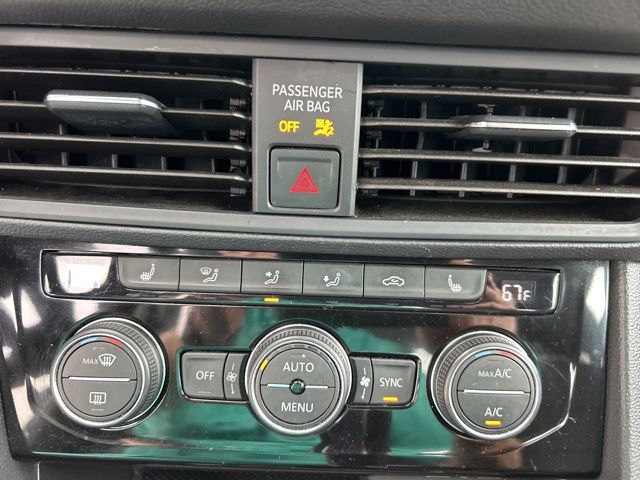 PASSENGER
AIR BAG
OFF
67F
MAX
OFF
AUTO
MENU
SYNC
MAX A/C
A/C